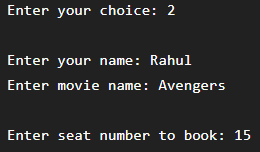 Enter your choice: 2
Enter your name: Rahul
Enter movie name: Avengers
Enter seat number to book: 15